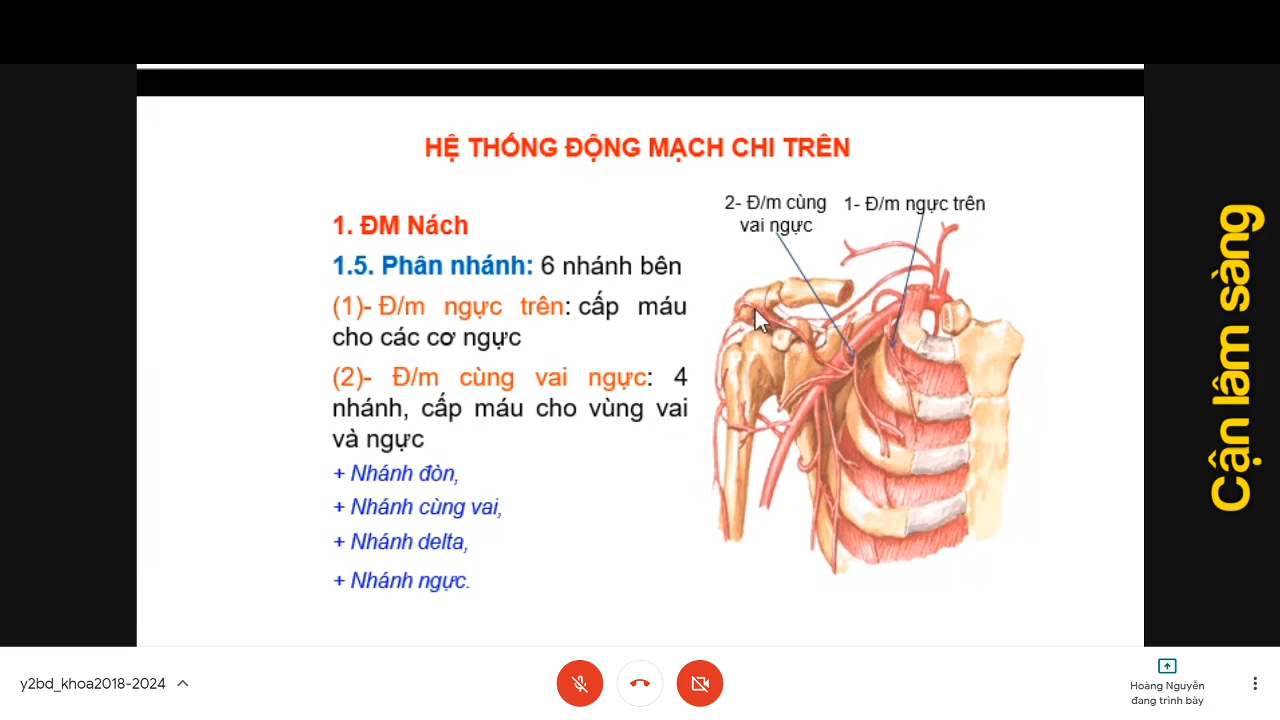 HỆ THỐNG ĐỘNG MẠCH CHI TRÊN
1. ĐM Nách
1.5. Phân nhánh: 6 nhánh bên
(1)- Đ/m ngực trên: cấp máu
cho các cơ ngực
(2)- Đ/m cùng vai ngực: 4
nhánh, cấp máu cho vùng vai
và ngực
+ Nhánh đòn,
+ Nhánh cùng vai,
+ Nhánh delta,
+ Nhánh ngực.
2- Đ/m cùng
vai ngực
1- Đ/m ngực trên
Cận lâm sàng
y2bd_khoa2018-2024
Hoàng Nguyễn
đang trình bày